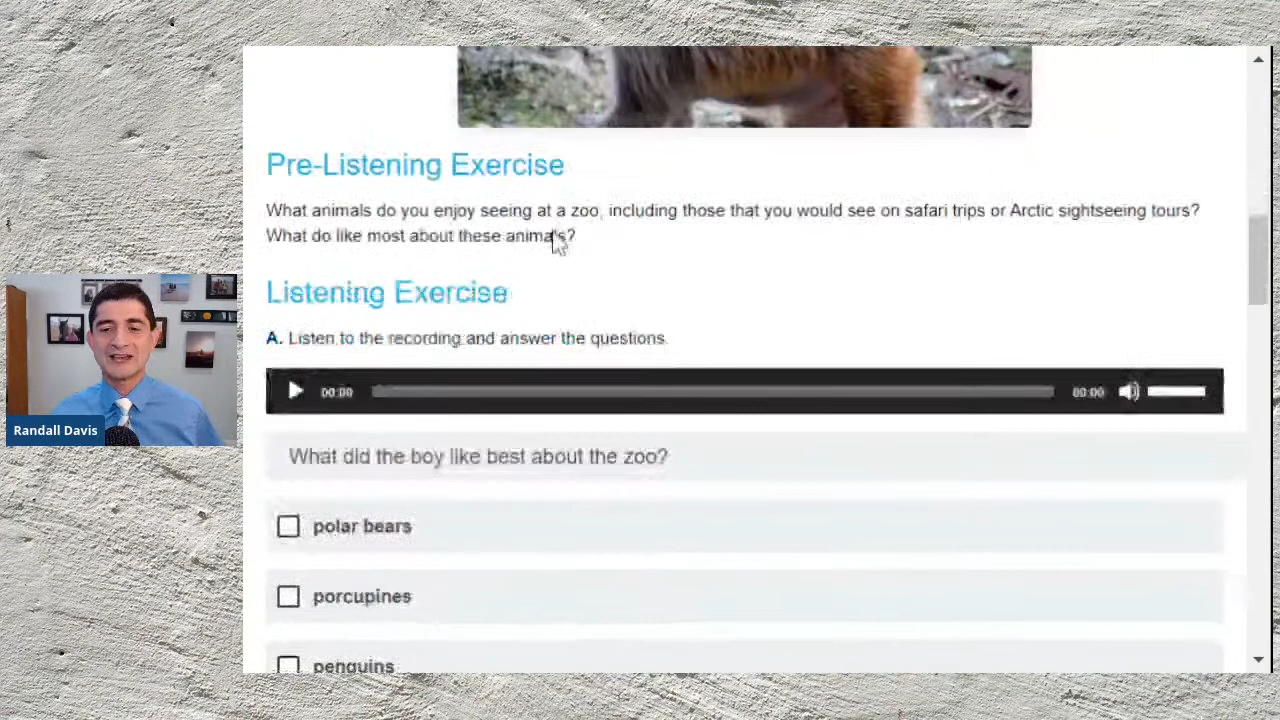 Pre-Listening Exercise
What animals do you enjoy seeing at a zoo, including those that you would see on safari trips or Arctic sightseeing tours?
What do like most about these animals?
Listening Exercise
A. Listen to the recording and answer the questions.
00:00 00:00
What did the boy like best about the zoo?
polar bears
porcupines
penguins
Randall Davis